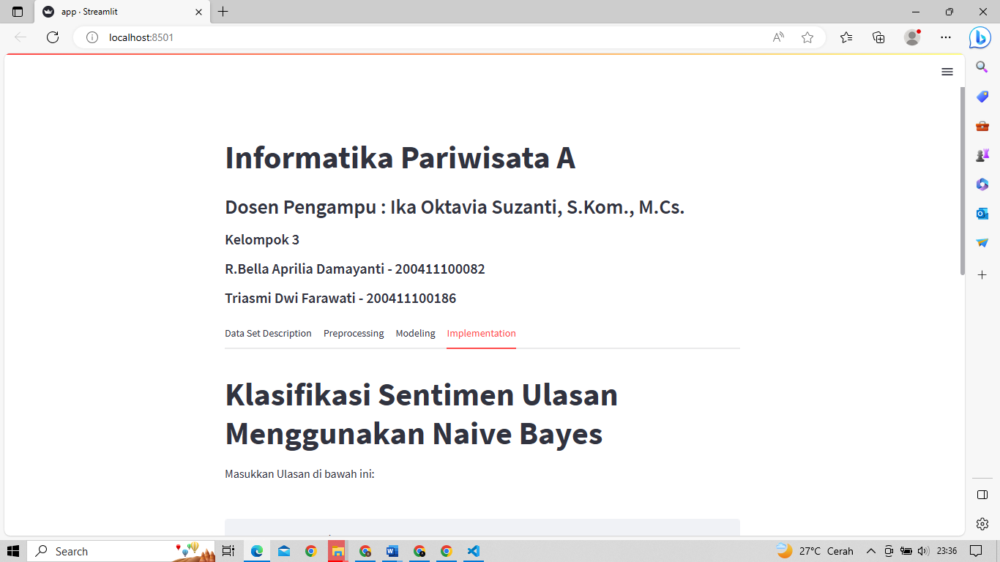 app · Streamlit
localhost:8501
Informatika Pariwisata A
Dosen Pengampu : Ika Oktavia Suzanti, S.Kom., M.Cs.
Kelompok 3
R.Bella Aprilia Damayanti - 200411100082
Triasmi Dwi Farawati - 200411100186
Data Set Description Preprocessing Modeling Implementation
Klasifikasi Sentimen Ulasan
Menggunakan Naive Bayes
Masukkan Ulasan di bawah ini:
Search 27°C Cerah 23:36